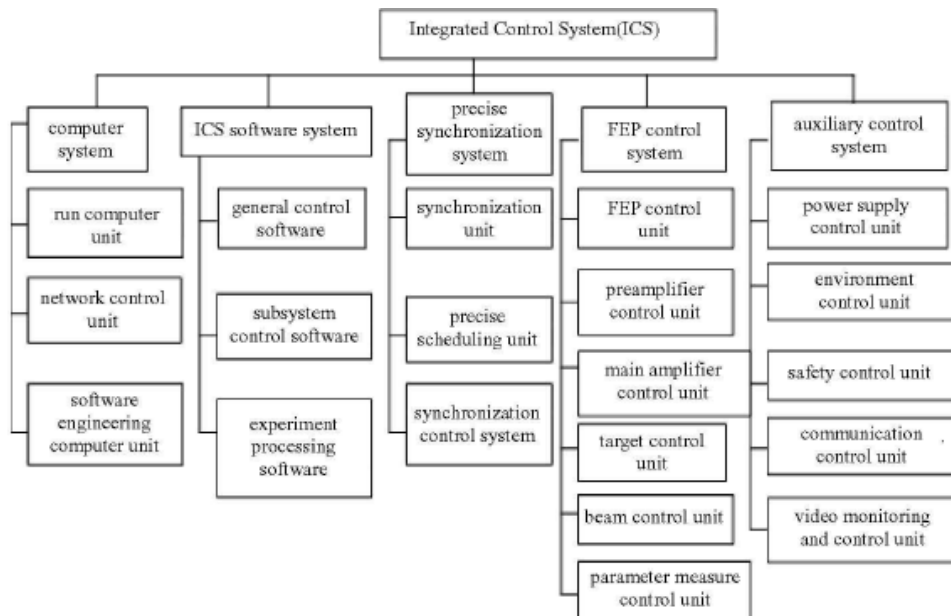 Integrated Control System(ICS)
computer
system
run computer
unit
network control
unit
software
engineering
computer unit
ICS software system
general control
software
subsystem
control software
experiment
processing
software
precise
synchronization
system
synchronization
unit
precise
scheduling unit
synchronization
control system
FEP control
system
FEP control
unit
preamplifier
control unit
main amplifier
control unit
target control
unit
beam control unit
parameter measure
control unit
auxiliary control
system
power supply
control unit
environment
control unit
safety control unit
communication
control unit
video monitoring
and control unit